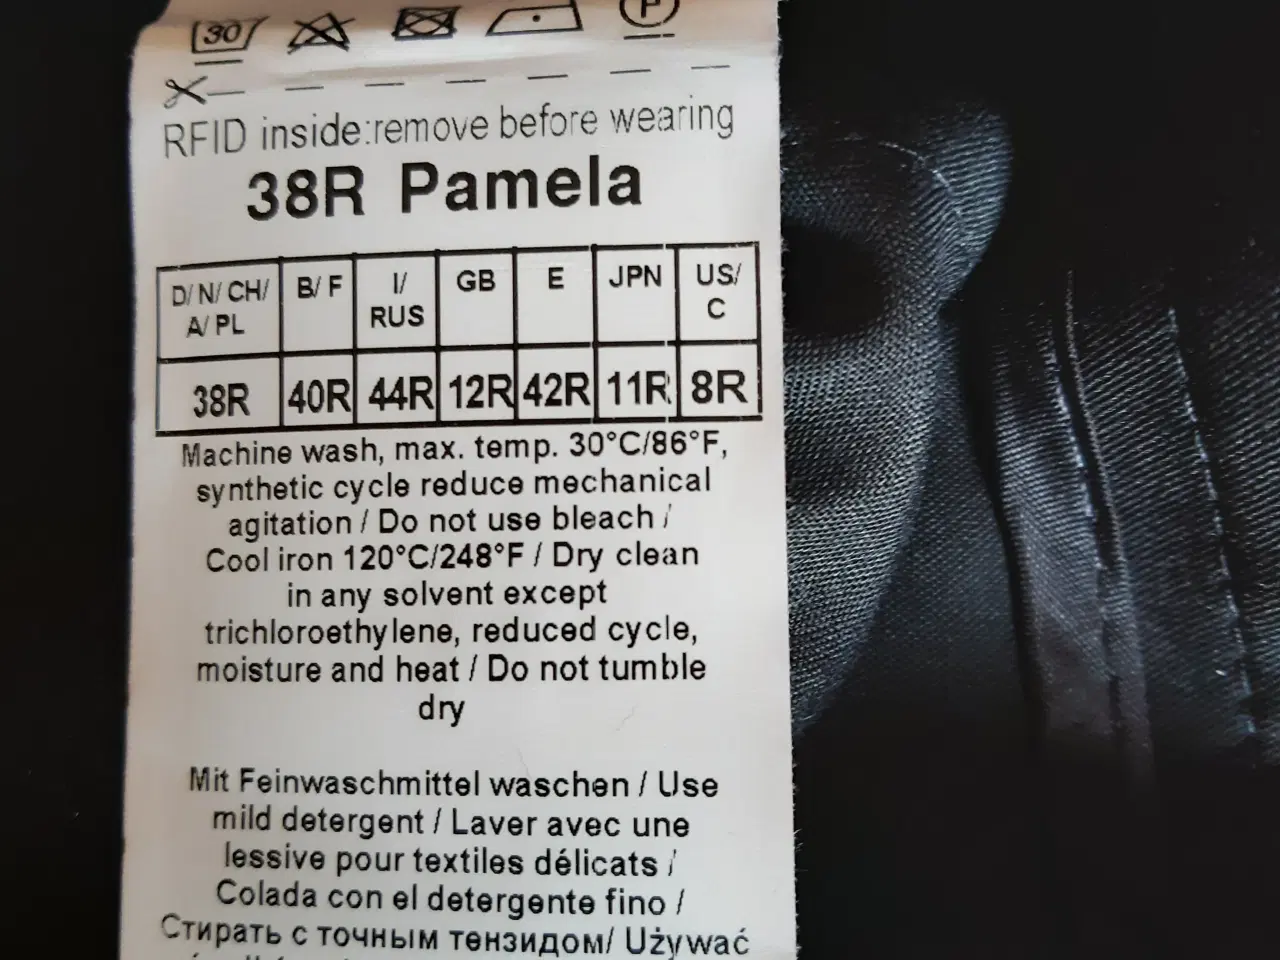 30 P
RFID inside:remove before wearing
38R Pamela
D/ N/ CH/ A/ PL B/ F I/ RUS GB E JPN US/ C
38R 40R 44R 12R 42R 11R 8R
Machine wash, max. temp. 30°C/86°F,
synthetic cycle reduce mechanical
agitation / Do not use bleach /
Cool iron 120°C/248°F / Dry clean
in any solvent except
trichloroethylene, reduced cycle,
moisture and heat / Do not tumble
dry
Mit Feinwaschmittel waschen / Use
mild detergent / Laver avec une
lessive pour textiles délicats /
Colada con el detergente fino /
Стирать с точным тензидом/ Używać